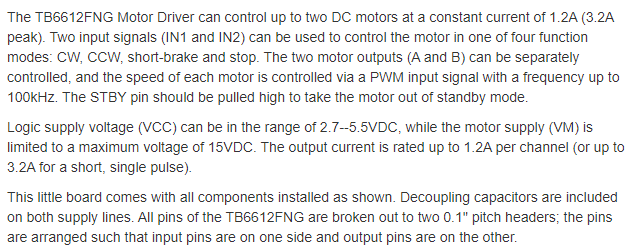 The TB6612FNG Motor Driver can control up to two DC motors at a constant current of 1.2A (3.2A
peak). Two input signals (IN1 and IN2) can be used to control the motor in one of four function
modes: CW, CCW, short-brake and stop. The two motor outputs (A and B) can be separately
controlled, and the speed of each motor is controlled via a PWM input signal with a frequency up to
100kHz. The STBY pin should be pulled high to take the motor out of standby mode.
Logic supply voltage (VCC) can be in the range of 2.7--5.5VDC, while the motor supply (VM) is
limited to a maximum voltage of 15VDC. The output current is rated up to 1.2A per channel (or up to
3.2A for a short, single pulse).
This little board comes with all components installed as shown. Decoupling capacitors are included
on both supply lines. All pins of the TB6612FNG are broken out to two 0.1" pitch headers; the pins
are arranged such that input pins are on one side and output pins are on the other.